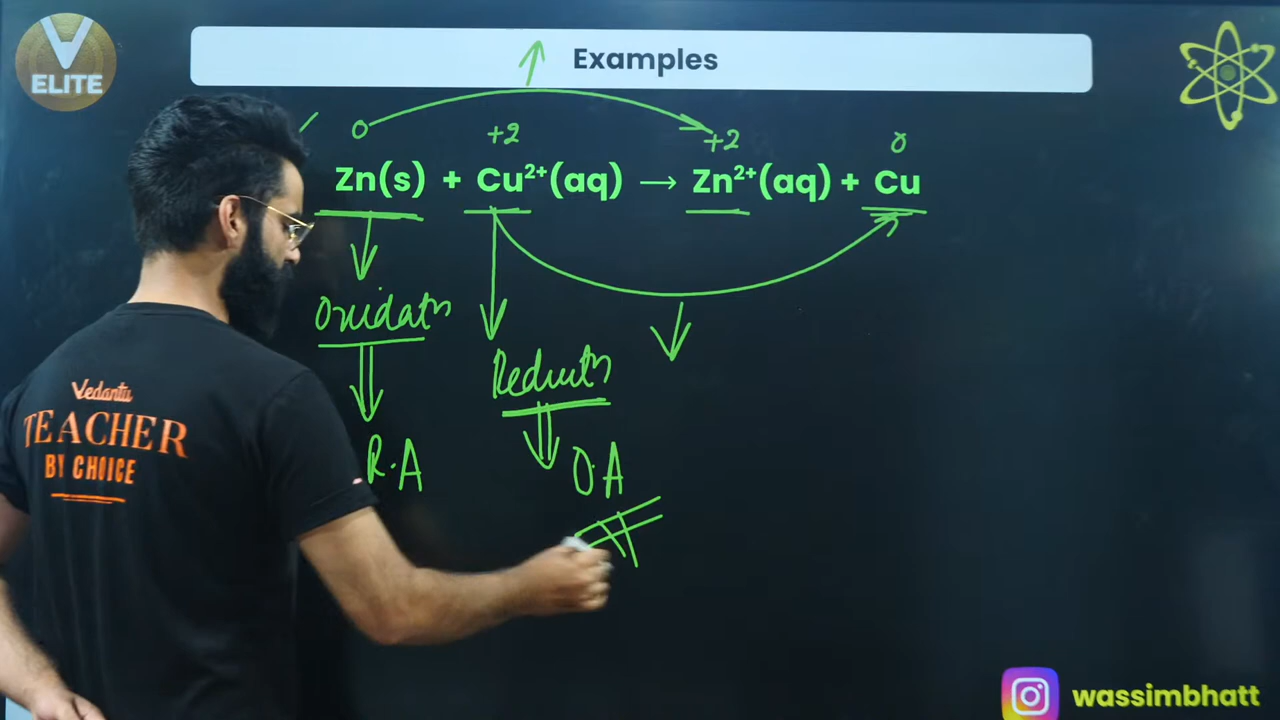 V
ELITE
Examples
0 +2 +2 0
Zn(s) + Cu²⁺(aq) → Zn²⁺(aq) + Cu
Oxidatn
Reductn
R.A
O.A
Vedantu
TEACHER
BY CHOICE
wassimbhatt